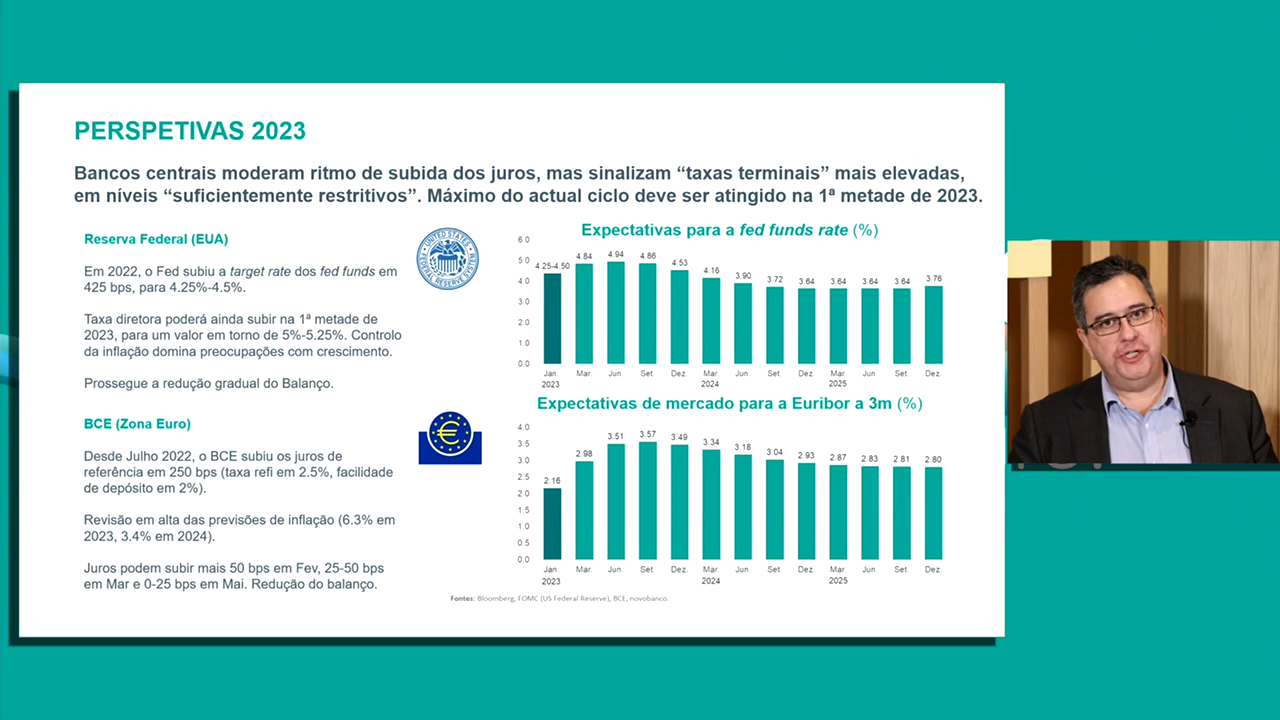 PERSPETIVAS 2023
Bancos centrais moderam ritmo de subida dos juros, mas sinalizam “taxas terminais” mais elevadas,
em níveis “suficientemente restritivos”. Máximo do actual ciclo deve ser atingido na 1ª metade de 2023.
Reserva Federal (EUA)
Em 2022, o Fed subiu a target rate dos fed funds em
425 bps, para 4.25%-4.5%.
Taxa diretora poderá ainda subir na 1ª metade de
2023, para um valor em torno de 5%-5.25%. Controlo
da inflação domina preocupações com crescimento.
Prossegue a redução gradual do Balanço.
BCE (Zona Euro)
Desde Julho 2022, o BCE subiu os juros de
referência em 250 bps (taxa refi em 2.5%, facilidade
de depósito em 2%).
Revisão em alta das previsões de inflação (6.3% em
2023, 3.4% em 2024).
Juros podem subir mais 50 bps em Fev, 25-50 bps
em Mar e 0-25 bps em Mai. Redução do balanço.
UNITED STATES
FEDERAL RESERVE SYSTEM
Expectativas para a fed funds rate (%)
6.0
5.0
4.0
3.0
2.0
1.0
0.0
4.25-4.50 4.84 4.94 4.86 4.53 4.16 3.90 3.72 3.64 3.64 3.64 3.64 3.76
Jan. Mar. Jun. Set. Dez. Mar. Jun. Set. Dez. Mar. Jun. Set. Dez.
2023 2024 2025
Expectativas de mercado para a Euribor a 3m (%)
4.0
3.5
3.0
2.5
2.0
1.5
1.0
0.5
0.0
2.16 2.98 3.51 3.57 3.49 3.34 3.18 3.04 2.93 2.87 2.83 2.81 2.80
Jan. Mar. Jun. Set. Dez. Mar. Jun. Set. Dez. Mar. Jun. Set. Dez.
2023 2024 2025
Fontes: Bloomberg, FOMC (US Federal Reserve), BCE, novobanco.